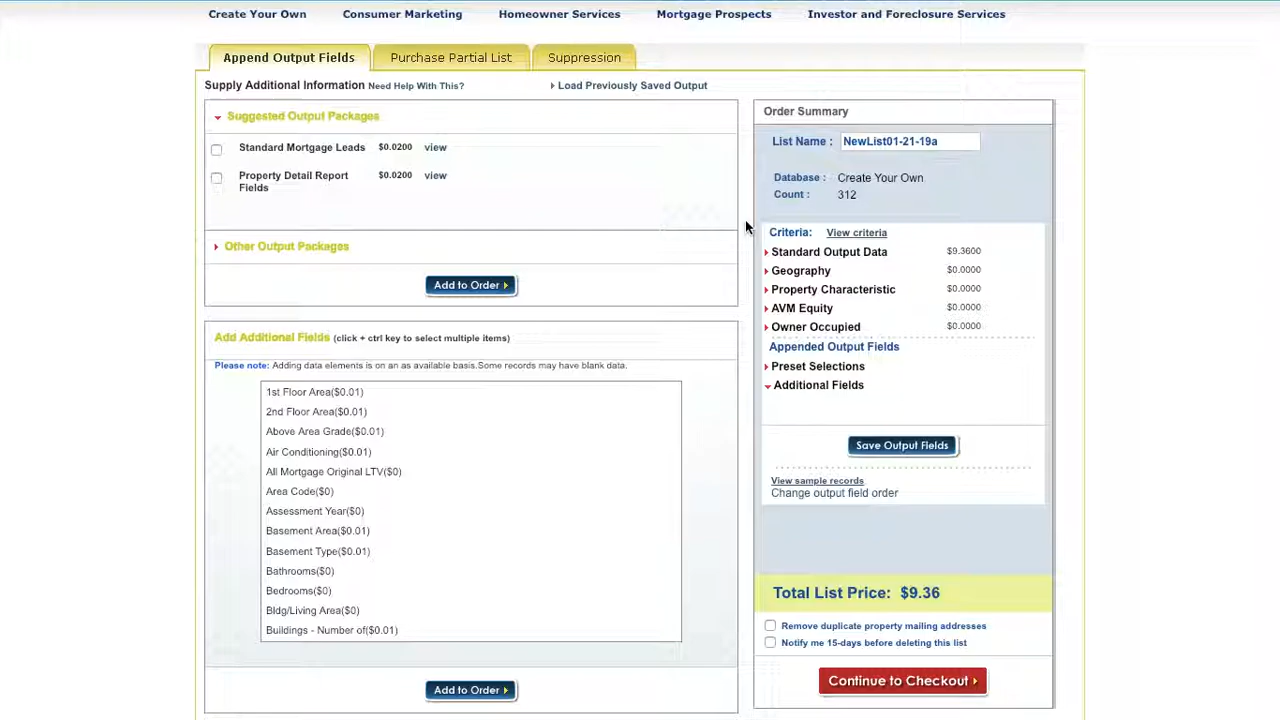 Create Your Own Consumer Marketing Homeowner Services Mortgage Prospects Investor and Foreclosure Services
Append Output Fields Purchase Partial List Suppression
Supply Additional Information Need Help With This? Load Previously Saved Output
Suggested Output Packages
Standard Mortgage Leads $0.0200 view
Property Detail Report $0.0200 view
Fields
Other Output Packages
Add to Order
Add Additional Fields (click + ctrl key to select multiple items)
Please note: Adding data elements is on an as available basis.Some records may have blank data.
1st Floor Area($0.01)
2nd Floor Area($0.01)
Above Area Grade($0.01)
Air Conditioning($0.01)
All Mortgage Original LTV($0)
Area Code($0)
Assessment Year($0)
Basement Area($0.01)
Basement Type($0.01)
Bathrooms($0)
Bedrooms($0)
Bldg/Living Area($0)
Buildings - Number of($0.01)
Add to Order
Order Summary
List Name : NewList01-21-19a
Database : Create Your Own
Count : 312
Criteria: View criteria
Standard Output Data $9.3600
Geography $0.0000
Property Characteristic $0.0000
AVM Equity $0.0000
Owner Occupied $0.0000
Appended Output Fields
Preset Selections
Additional Fields
Save Output Fields
View sample records
Change output field order
Total List Price: $9.36
Remove duplicate property mailing addresses
Notify me 15-days before deleting this list
Continue to Checkout